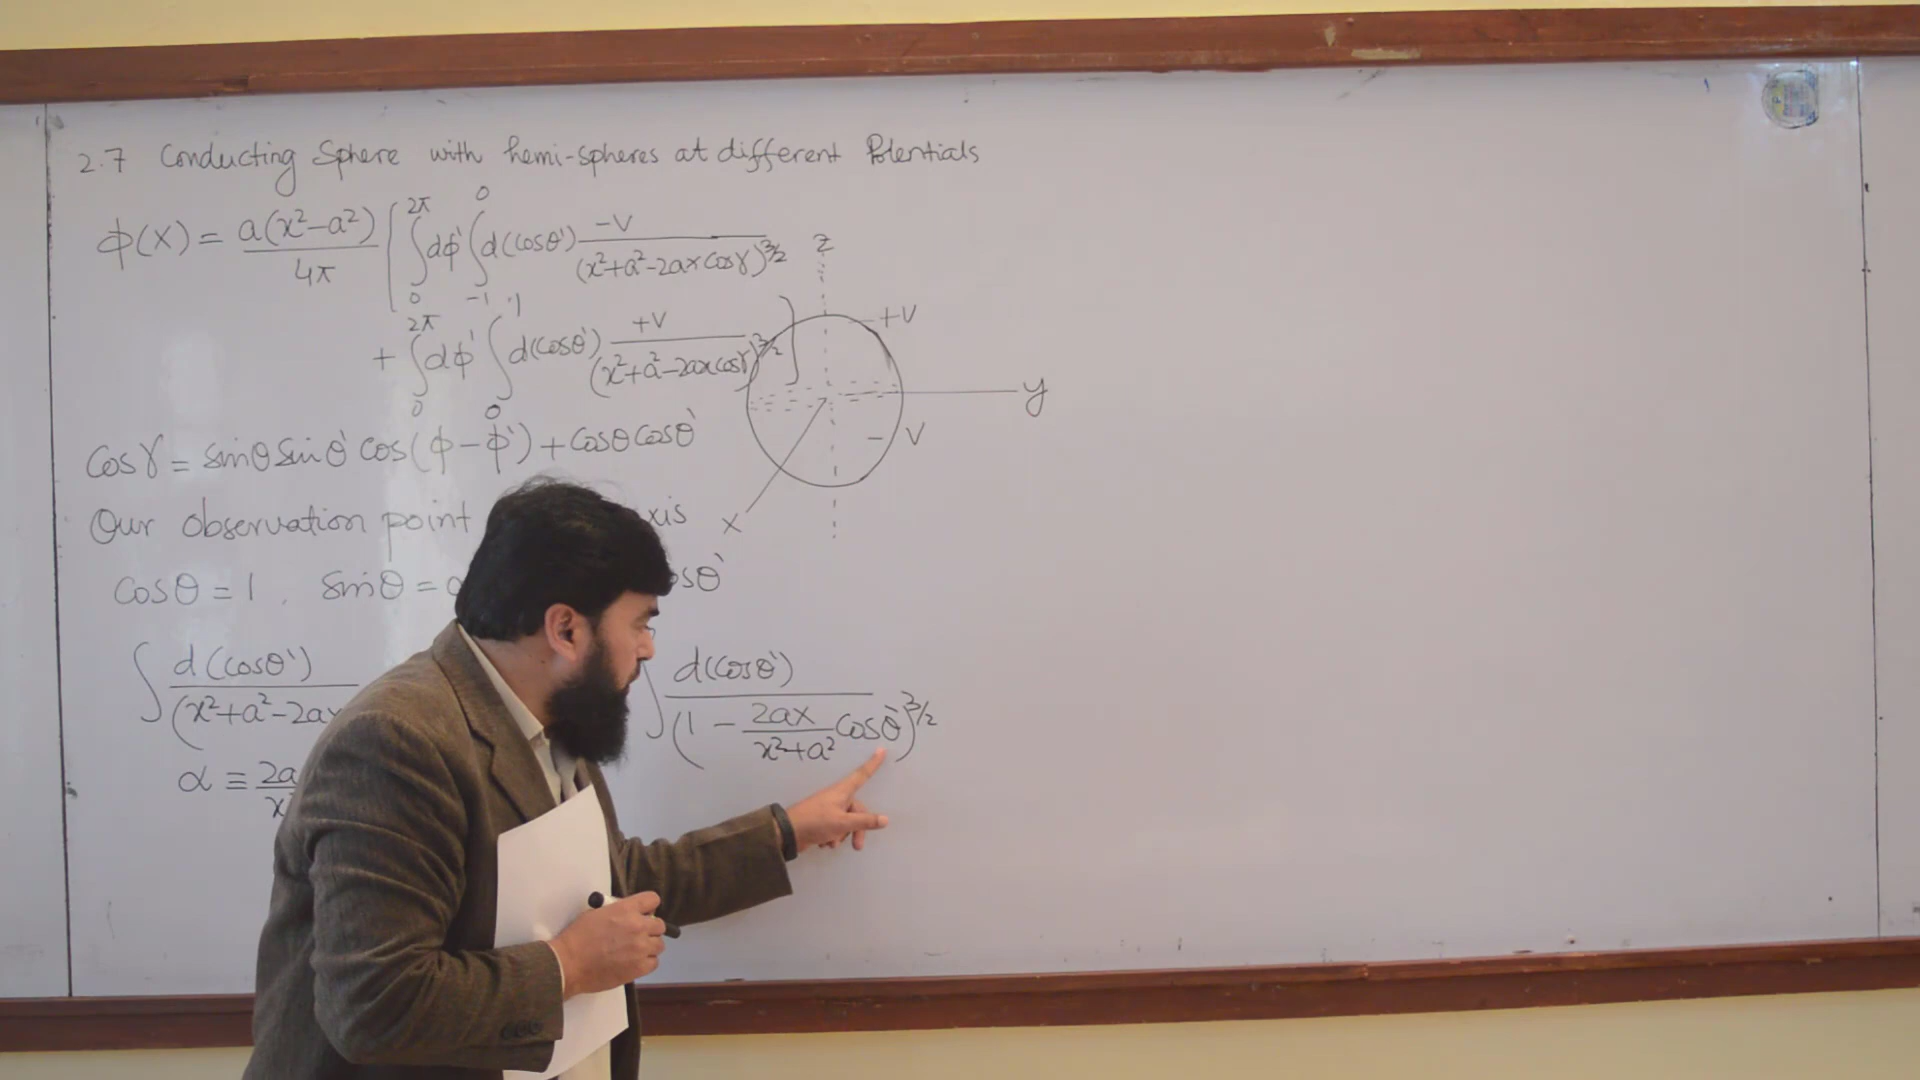 2.7 Conducting Sphere with hemi-spheres at different Potentials
ϕ(x) = a(x²−a²)/4π [ ∫₀^2π dϕ' ∫₋₁^0 d(cosθ') −V/(x²+a²−2ax cosγ)^3/2
+ ∫₀^2π dϕ' ∫₀^1 d(cosθ') +V/(x²+a²−2ax cosγ)^3/2 ]
z
+V
y
−V
x
Cosγ = sinθ sinθ' cos(ϕ−ϕ') + cosθ cosθ'
Our observation point xis
cosθ = 1 , sinθ = osθ'
∫ d(cosθ')/(x²+a²−2ax ∫ d(cosθ')/(1 − 2ax/x²+a² cosθ')^3/2
α ≡ 2a/x